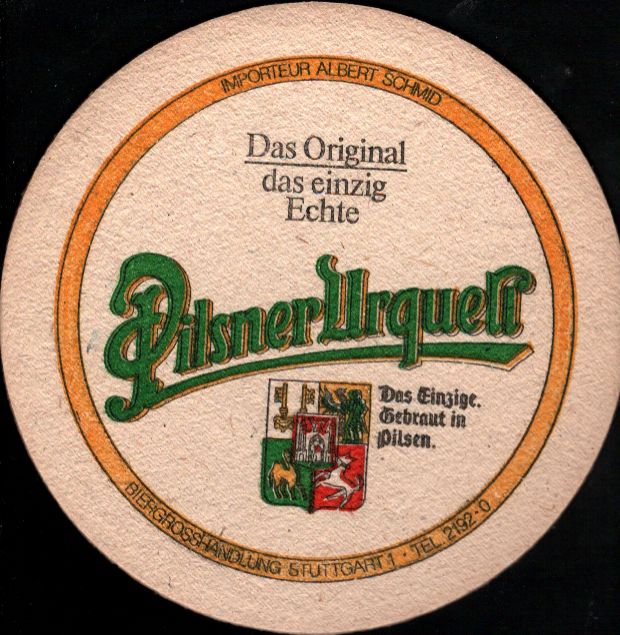 IMPORTEUR ALBERT SCHMID
Das Original
das einzig
Echte
Pilsner Urquell
Das Einzige.
Gebraut in
Pilsen.
BIERGROSSHANDLUNG STUTTGART 1 · TEL. 2192-0